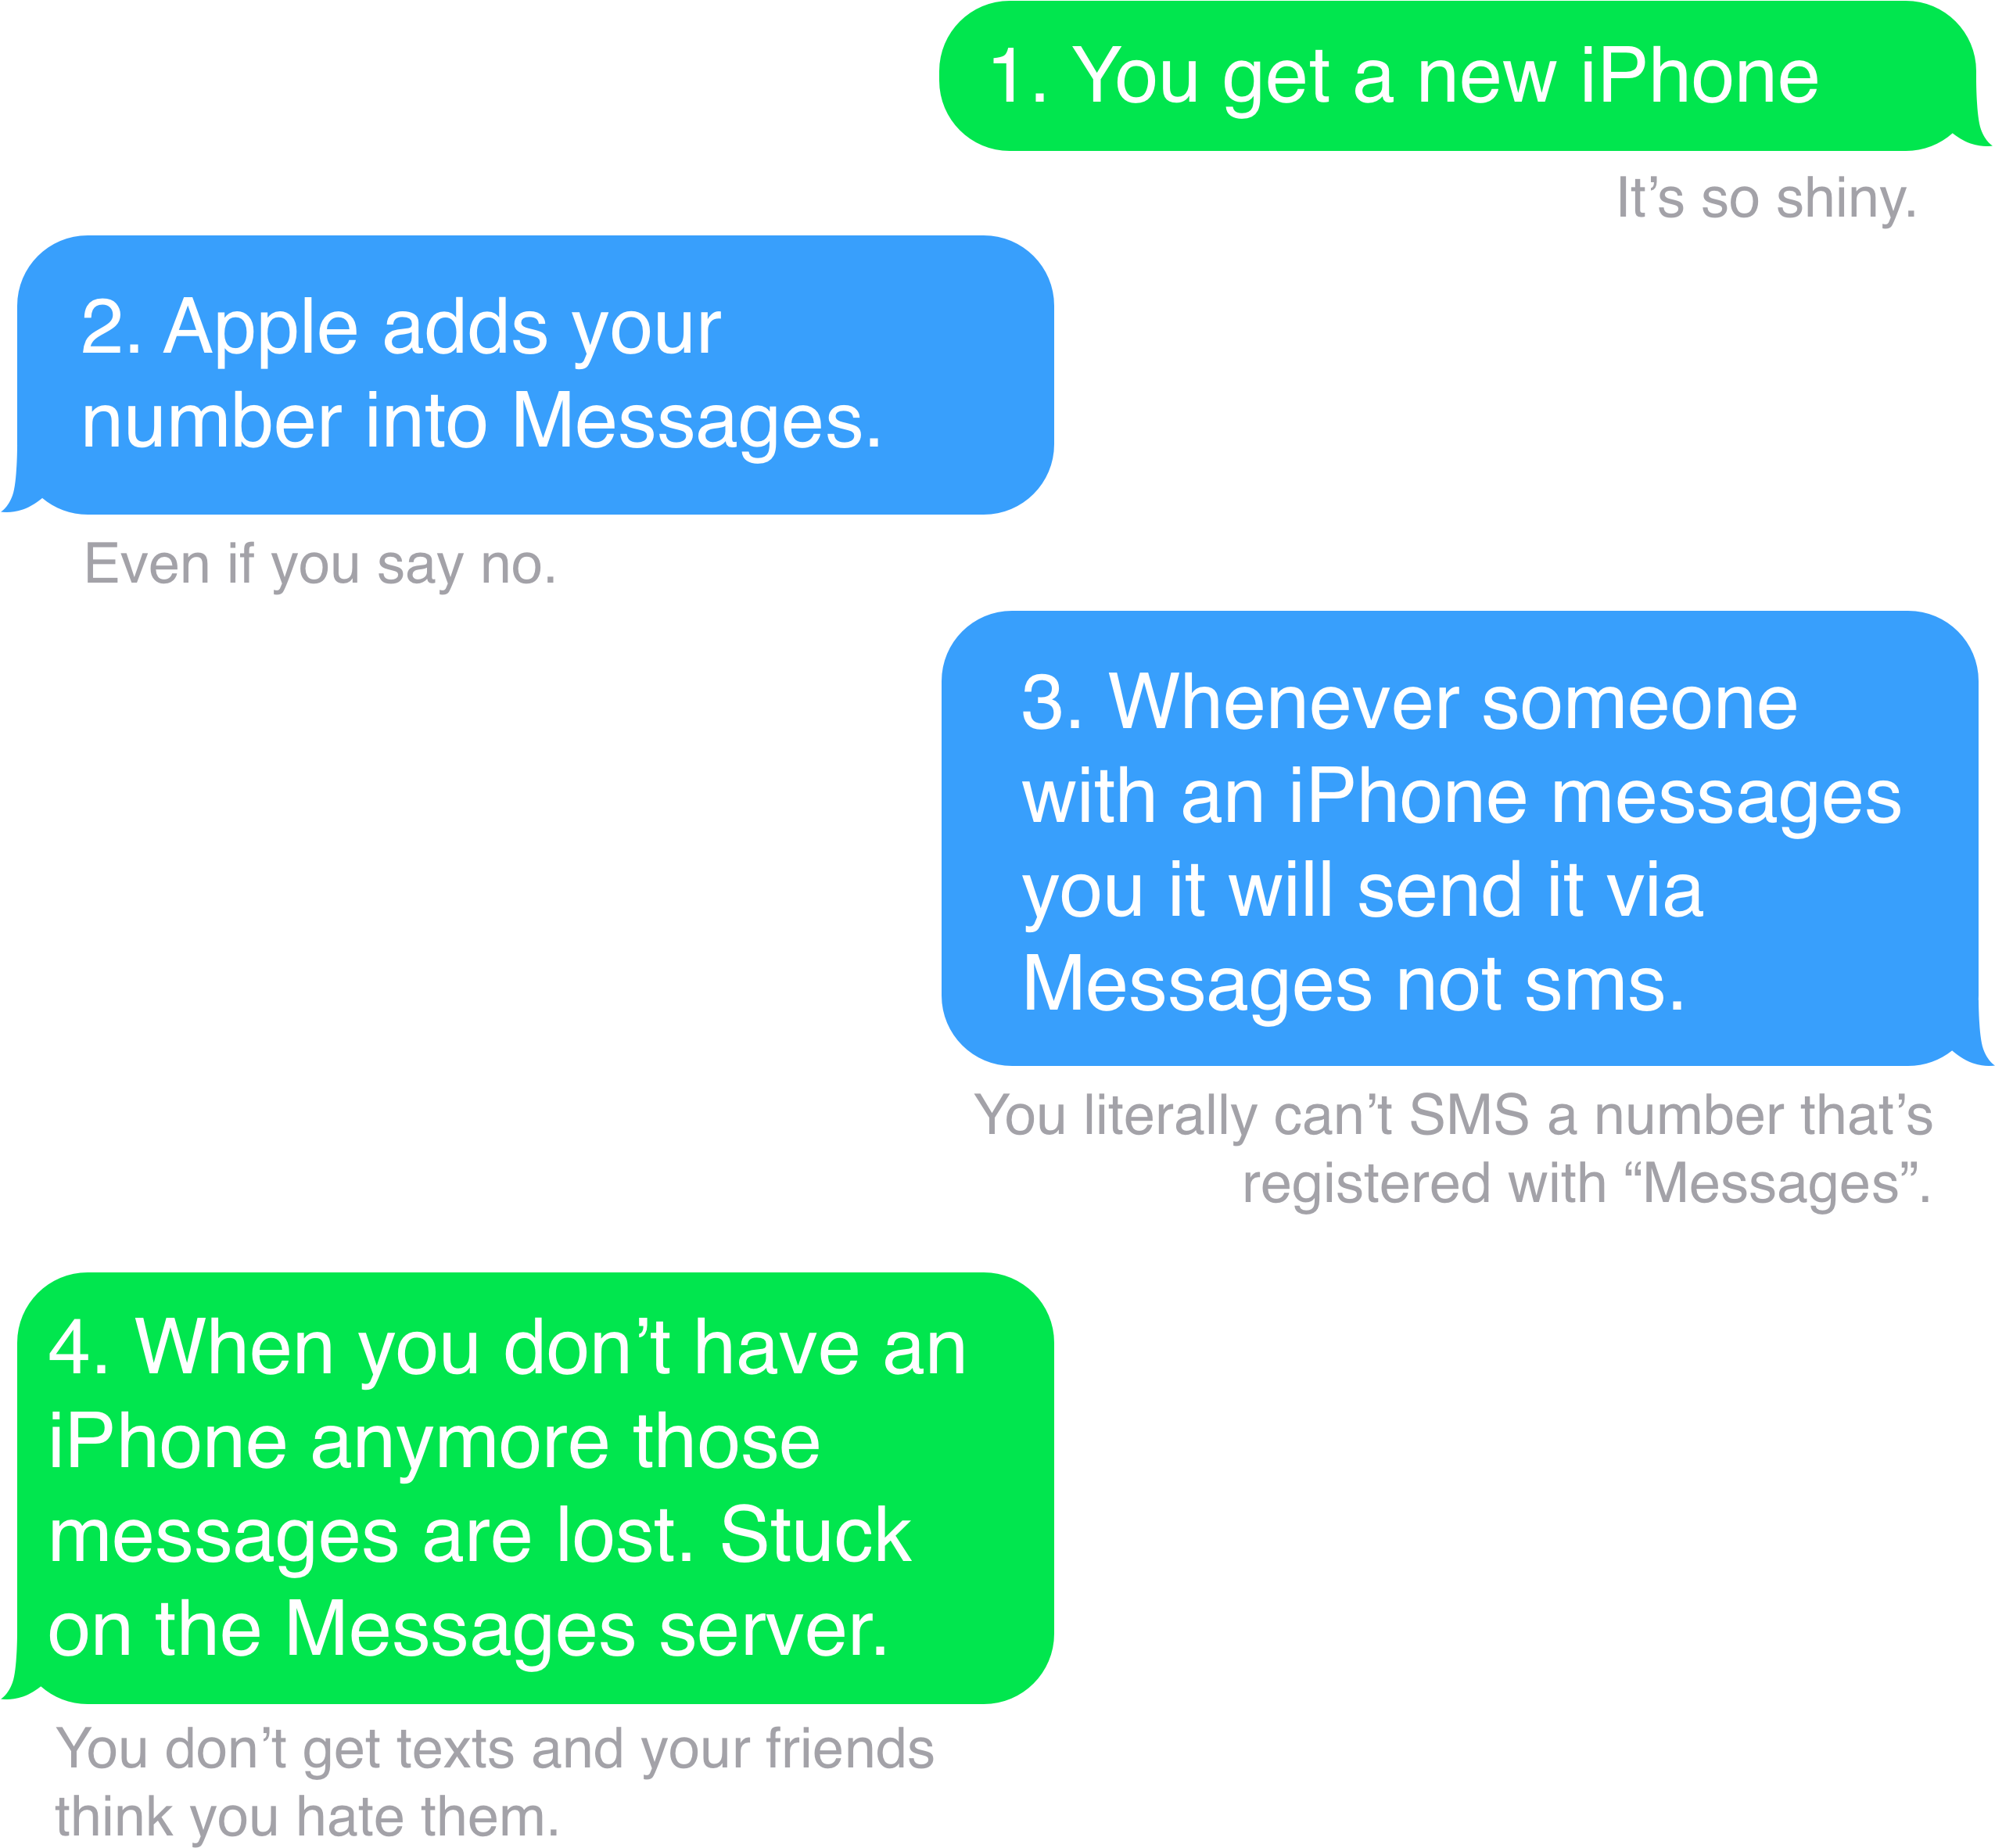 1. You get a new iPhone
It’s so shiny.
2. Apple adds your
number into Messages.
Even if you say no.
3. Whenever someone
with an iPhone messages
you it will send it via
Messages not sms.
You literally can’t SMS a number that’s
registered with “Messages”.
4. When you don’t have an
iPhone anymore those
messages are lost. Stuck
on the Messages server.
You don’t get texts and your friends
think you hate them.